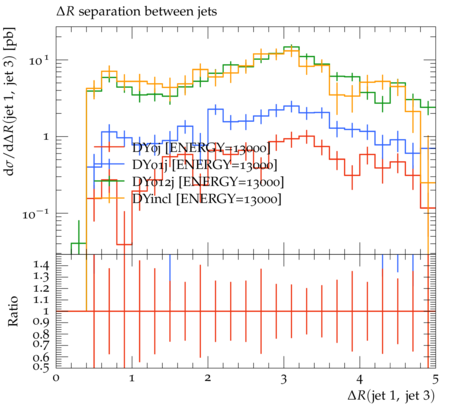 ΔR separation between jets
dσ/dΔR(jet 1, jet 3) [pb]
10¹
1
10⁻¹
DY0j [ENERGY=13000]
DY01j [ENERGY=13000]
DY012j [ENERGY=13000]
DYincl [ENERGY=13000]
Ratio
1.4
1.3
1.2
1.1
1
0.9
0.8
0.7
0.6
0.5
0 1 2 3 4 5
ΔR(jet 1, jet 3)